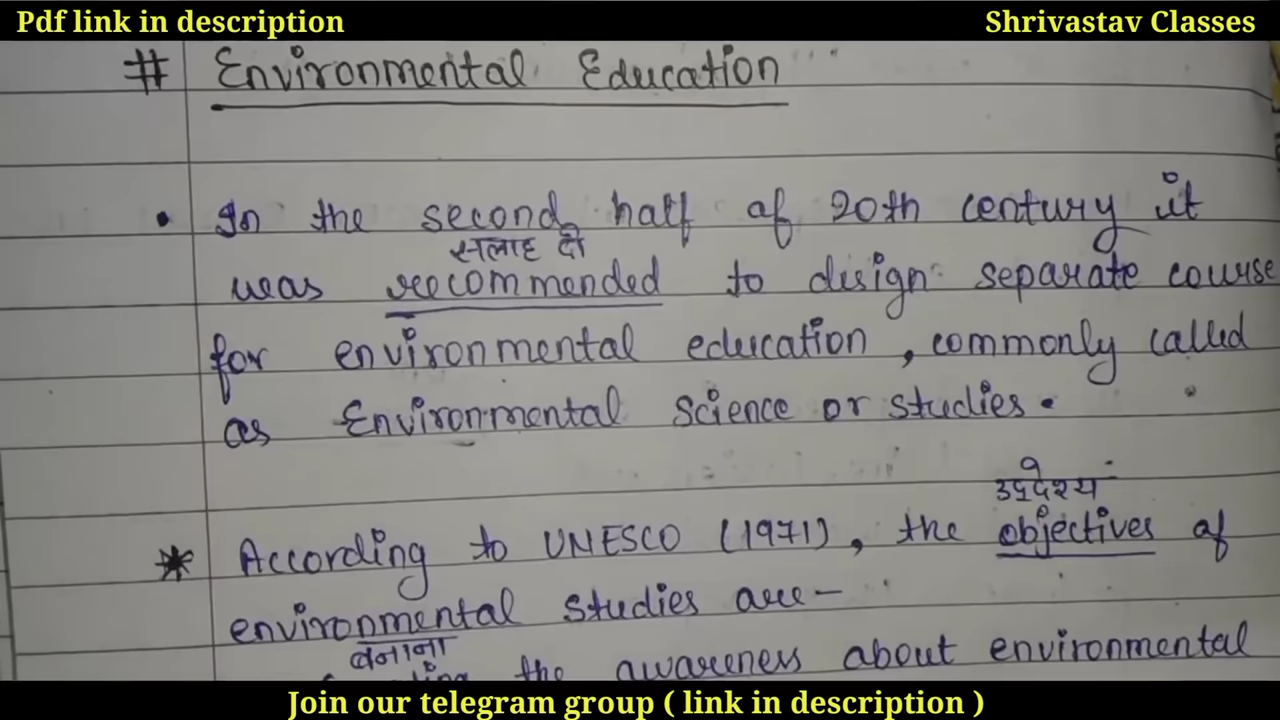 Pdf link in description
Shrivastav Classes
# Environmental Education
• In the second half of 20th century it
सलाह दी
was recommended to design separate course
for environmental education, commonly called
as Environmental Science or studies.
उद्देश्य
* According to UNESCO (1971), the objectives of
environmental studies are-
बनाना
the awareness about environmental
Join our telegram group ( link in description )